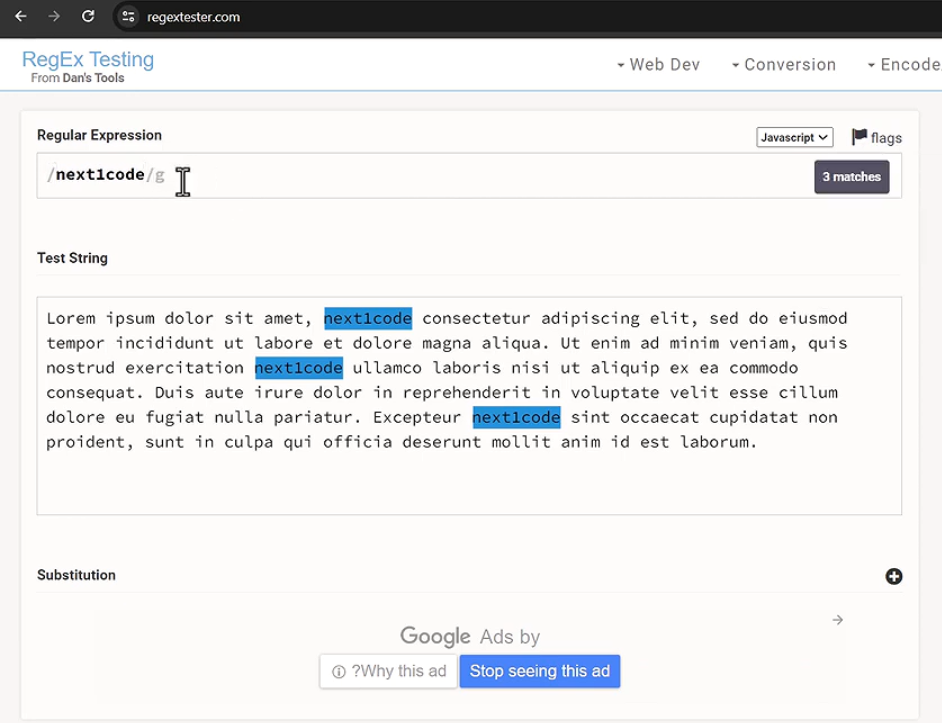 regextester.com
RegEx Testing
From Dan's Tools
Web Dev
Conversion
Encode
Regular Expression
Javascript
flags
/next1code/g
3 matches
Test String
Lorem ipsum dolor sit amet, next1code consectetur adipiscing elit, sed do eiusmod
tempor incididunt ut labore et dolore magna aliqua. Ut enim ad minim veniam, quis
nostrud exercitation next1code ullamco laboris nisi ut aliquip ex ea commodo
consequat. Duis aute irure dolor in reprehenderit in voluptate velit esse cillum
dolore eu fugiat nulla pariatur. Excepteur next1code sint occaecat cupidatat non
proident, sunt in culpa qui officia deserunt mollit anim id est laborum.
Substitution
Google Ads by
?Why this ad
Stop seeing this ad